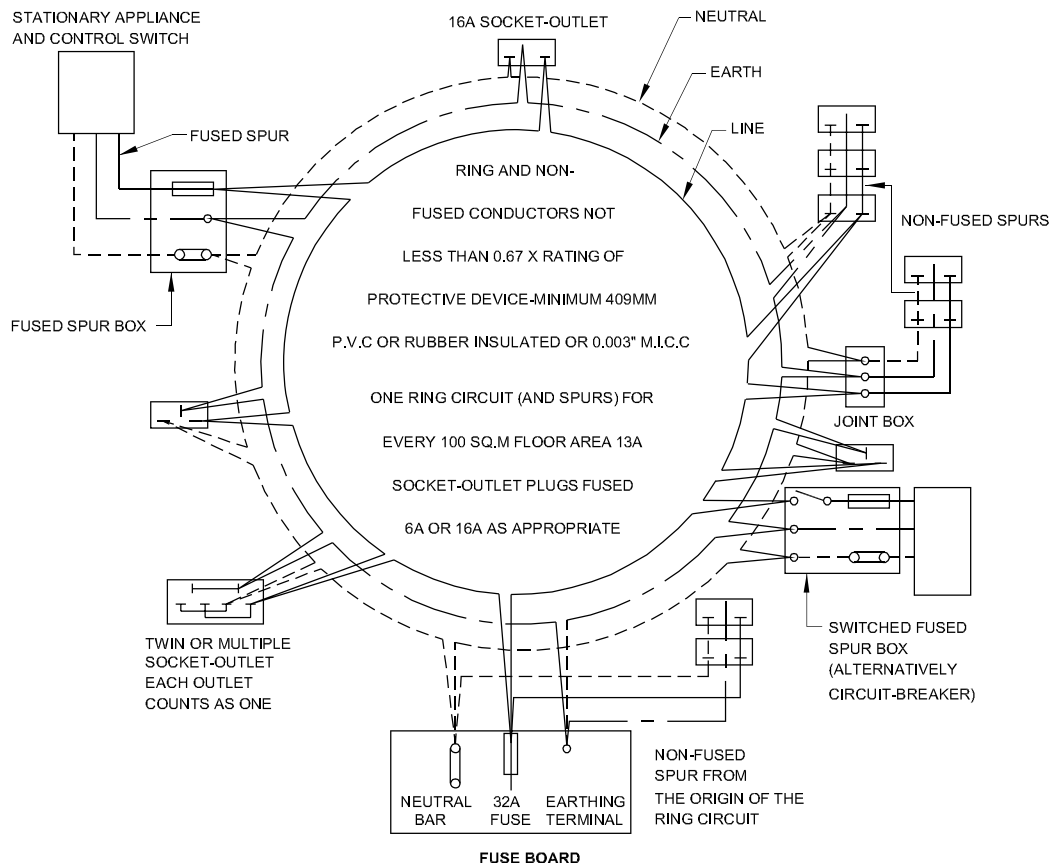 STATIONARY APPLIANCE
AND CONTROL SWITCH
16A SOCKET-OUTLET
NEUTRAL
EARTH
LINE
FUSED SPUR
FUSED SPUR BOX
NON-FUSED SPURS
RING AND NON-
FUSED CONDUCTORS NOT
LESS THAN 0.67 X RATING OF
PROTECTIVE DEVICE-MINIMUM 409MM
P.V.C OR RUBBER INSULATED OR 0.003" M.I.C.C
ONE RING CIRCUIT (AND SPURS) FOR
EVERY 100 SQ.M FLOOR AREA 13A
SOCKET-OUTLET PLUGS FUSED
6A OR 16A AS APPROPRIATE
JOINT BOX
TWIN OR MULTIPLE
SOCKET-OUTLET
EACH OUTLET
COUNTS AS ONE
SWITCHED FUSED
SPUR BOX
(ALTERNATIVELY
CIRCUIT-BREAKER)
NON-FUSED
SPUR FROM
THE ORIGIN OF THE
RING CIRCUIT
NEUTRAL
BAR
32A
FUSE
EARTHING
TERMINAL
FUSE BOARD